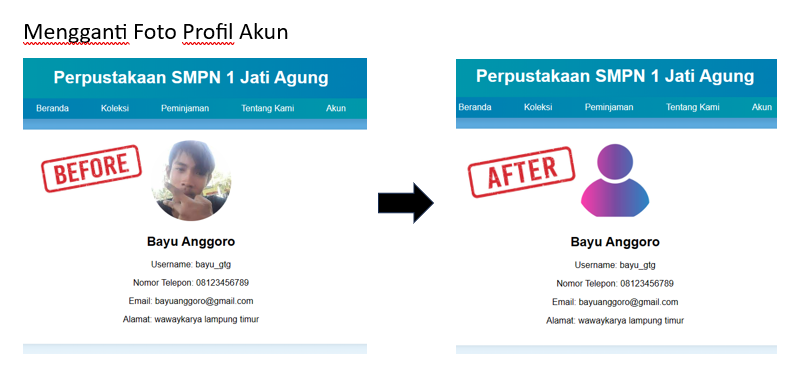 Mengganti Foto Profil Akun
Perpustakaan SMPN 1 Jati Agung
Beranda Koleksi Peminjaman Tentang Kami Akun
BEFORE
Bayu Anggoro
Username: bayu_gtg
Nomor Telepon: 08123456789
Email: bayuanggoro@gmail.com
Alamat: wawaykarya lampung timur
Perpustakaan SMPN 1 Jati Agung
Beranda Koleksi Peminjaman Tentang Kami Akun
AFTER
Bayu Anggoro
Username: bayu_gtg
Nomor Telepon: 08123456789
Email: bayuanggoro@gmail.com
Alamat: wawaykarya lampung timur